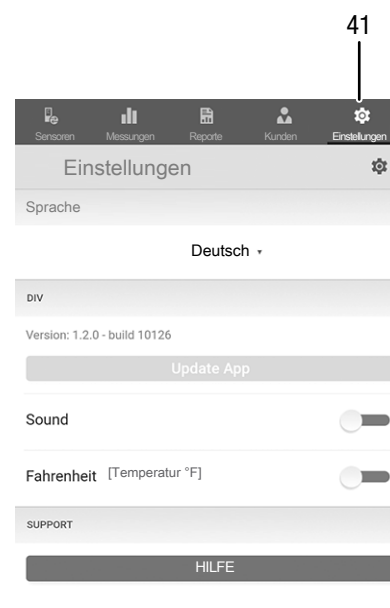 41
Sensoren Messungen Reporte Kunden Einstellungen
Einstellungen
Sprache
Deutsch
DIV
Version: 1.2.0 - build 10126
Update App
Sound
Fahrenheit [Temperatur °F]
SUPPORT
HILFE